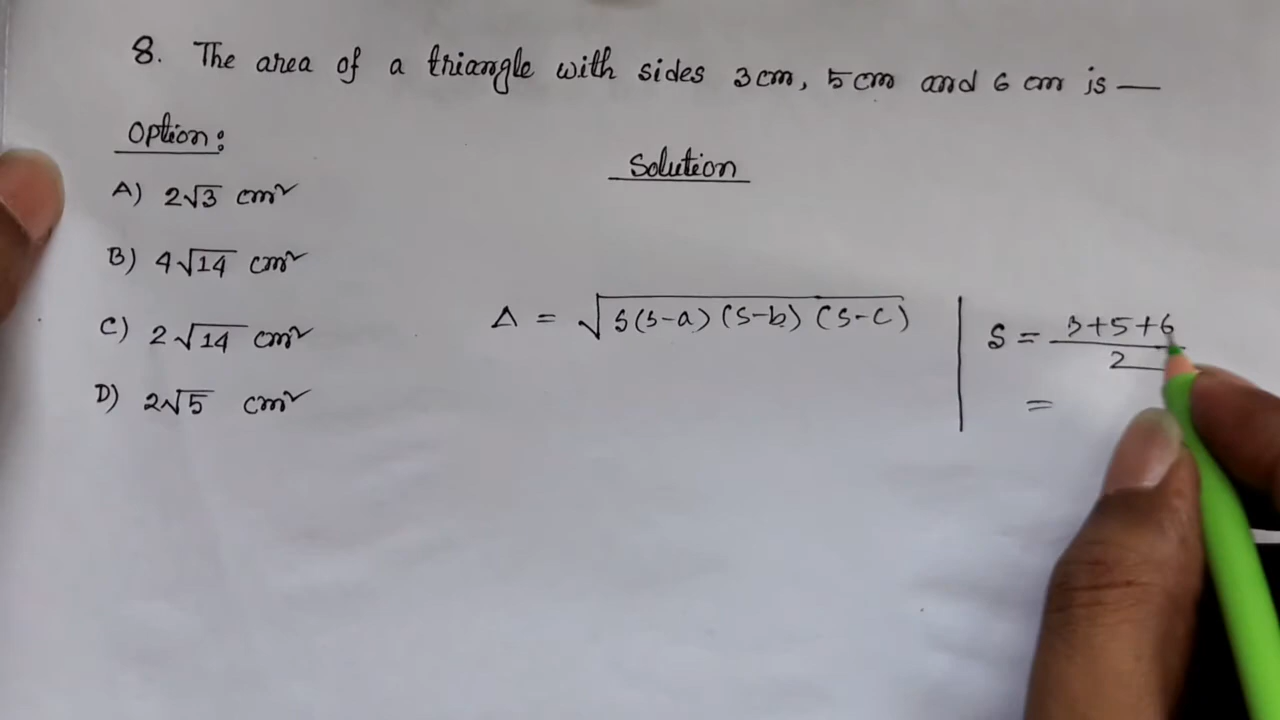 8. The area of a triangle with sides 3cm, 5cm and 6 cm is —
Option:
Solution
A) 2√3 cm²
B) 4√14 cm²
C) 2√14 cm²
D) 2√5 cm²
Δ = √s(s-a)(s-b)(s-c)
S = 3+5+6
2
=